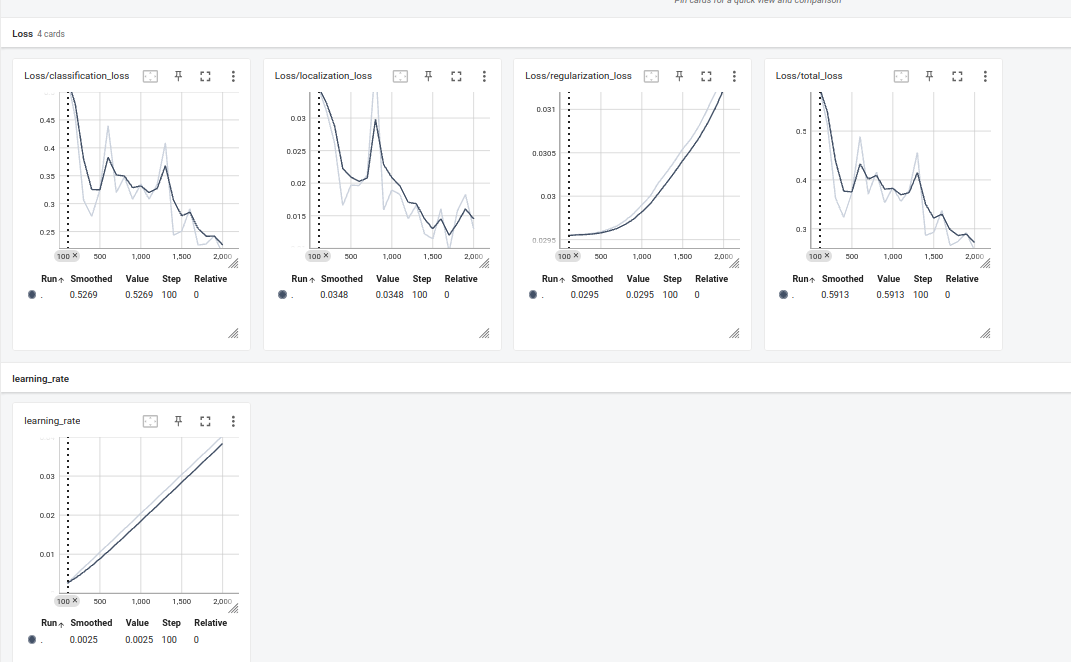 Pin cards for a quick view and comparison
Loss 4 cards
Loss/classification_loss
0.45
0.4
0.35
0.3
0.25
100 × 500 1,000 1,500 2,000
Run↑ Smoothed Value Step Relative
. 0.5269 0.5269 100 0
Loss/localization_loss
0.03
0.025
0.02
0.015
100 × 500 1,000 1,500 2,000
Run↑ Smoothed Value Step Relative
. 0.0348 0.0348 100 0
Loss/regularization_loss
0.031
0.0305
0.03
0.0295
100 × 500 1,000 1,500 2,000
Run↑ Smoothed Value Step Relative
. 0.0295 0.0295 100 0
Loss/total_loss
0.5
0.4
0.3
100 × 500 1,000 1,500 2,000
Run↑ Smoothed Value Step Relative
. 0.5913 0.5913 100 0
learning_rate
learning_rate
0.03
0.02
0.01
100 × 500 1,000 1,500 2,000
Run↑ Smoothed Value Step Relative
. 0.0025 0.0025 100 0